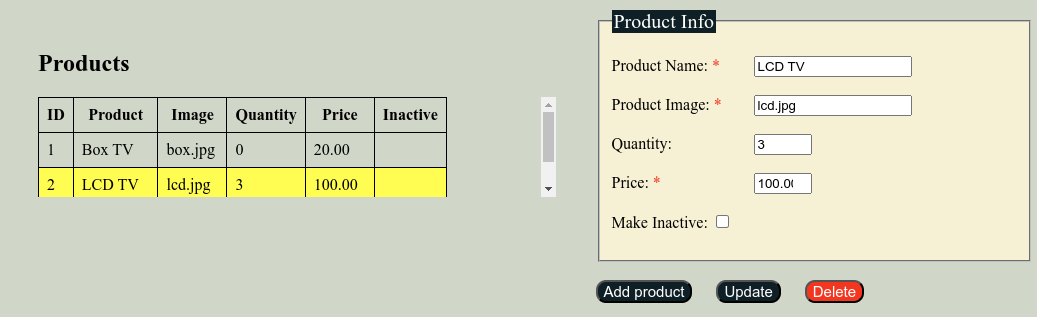 Products
ID Product Image Quantity Price Inactive
1 Box TV box.jpg 0 20.00
2 LCD TV lcd.jpg 3 100.00
Product Info
Product Name: * LCD TV
Product Image: * lcd.jpg
Quantity: 3
Price: * 100.00
Make Inactive:
Add product Update Delete